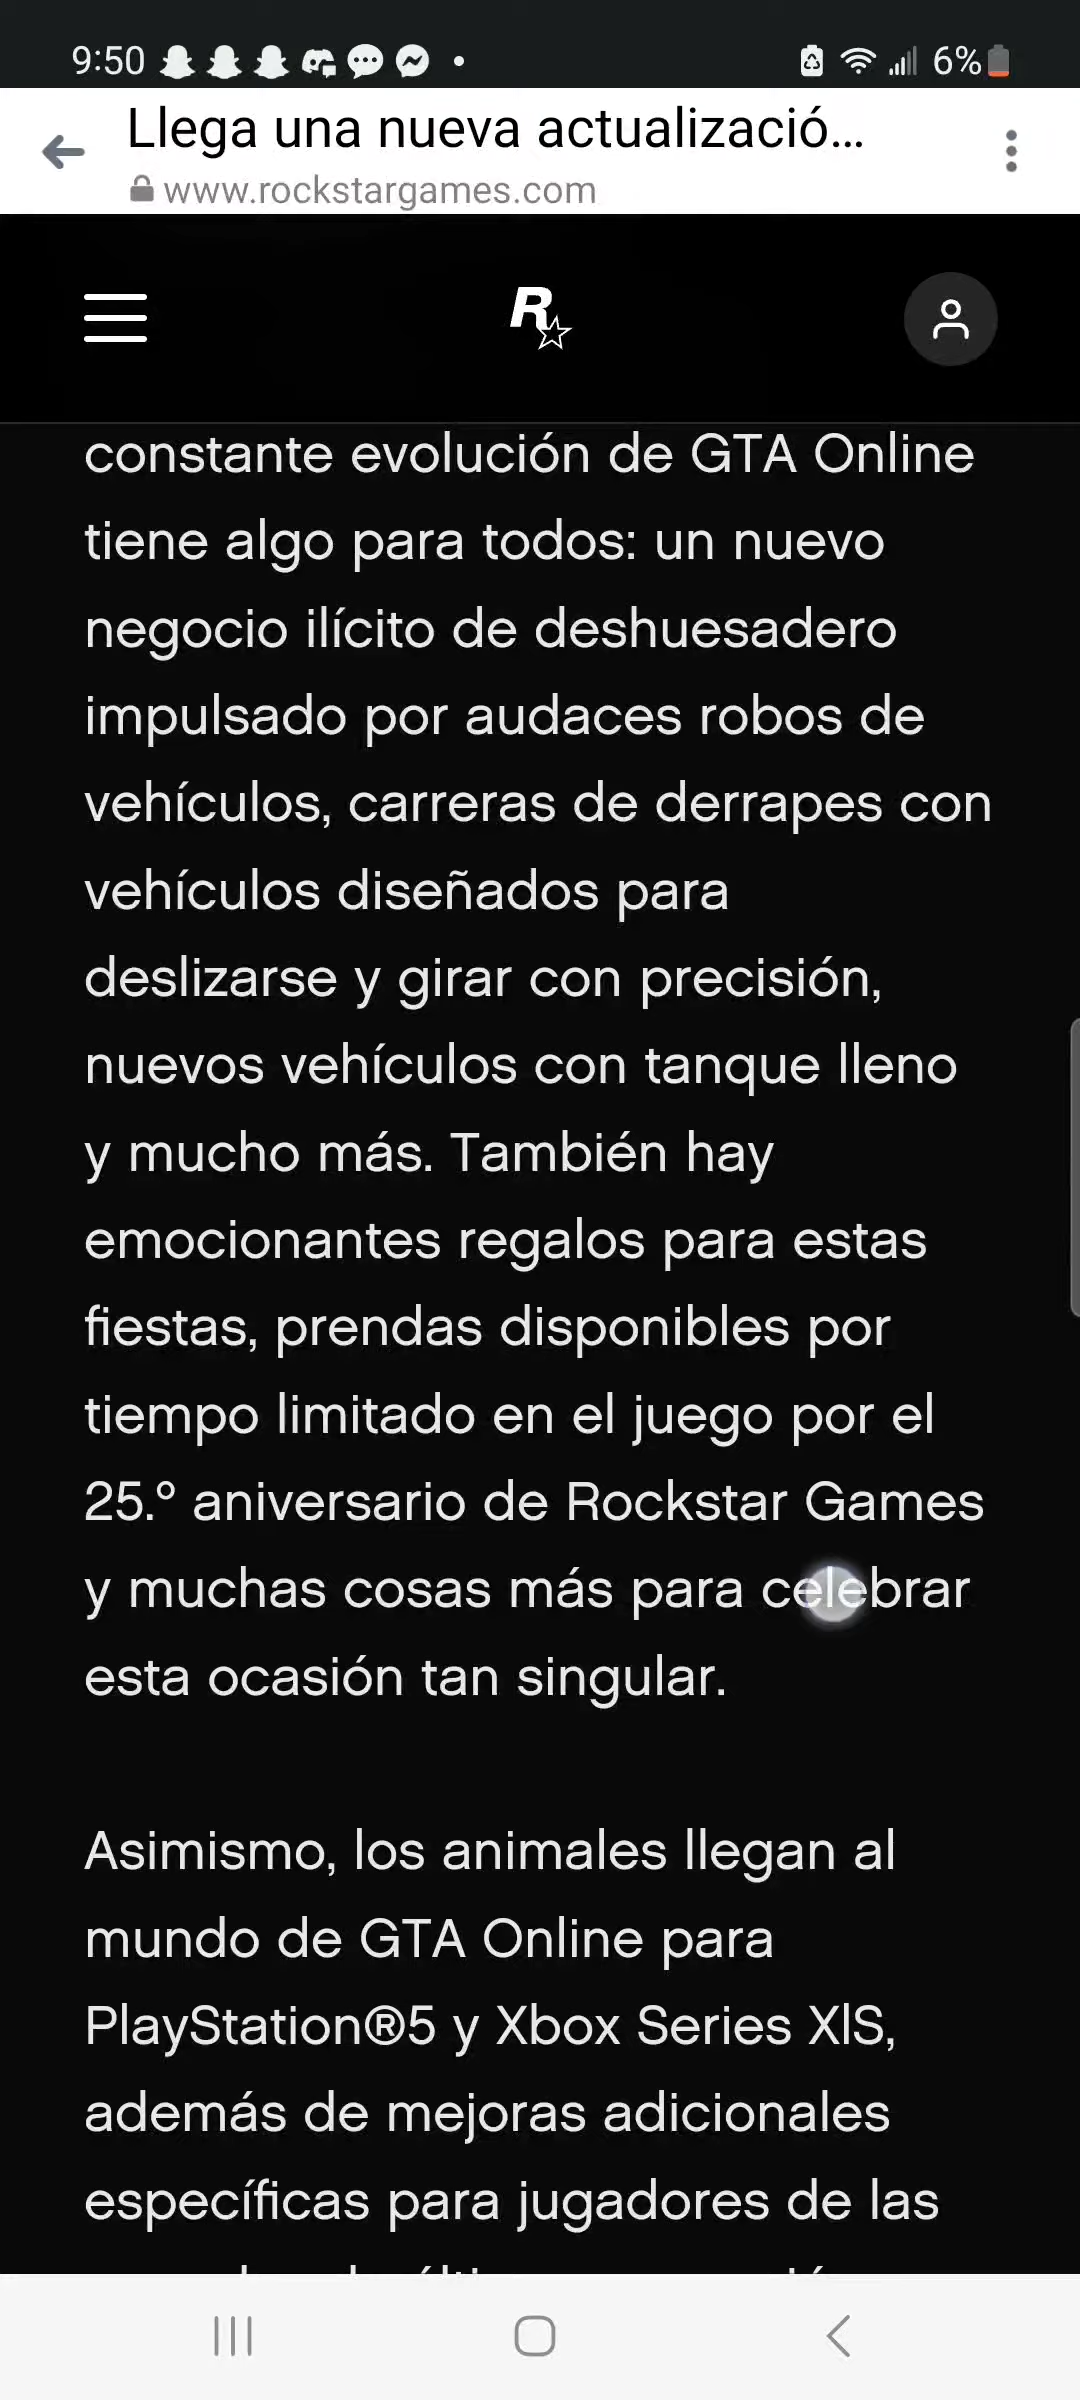 9:50
6%
Llega una nueva actualizació...
www.rockstargames.com
R
constante evolución de GTA Online
tiene algo para todos: un nuevo
negocio ilícito de deshuesadero
impulsado por audaces robos de
vehículos, carreras de derrapes con
vehículos diseñados para
deslizarse y girar con precisión,
nuevos vehículos con tanque lleno
y mucho más. También hay
emocionantes regalos para estas
fiestas, prendas disponibles por
tiempo limitado en el juego por el
25.º aniversario de Rockstar Games
y muchas cosas más para celebrar
esta ocasión tan singular.
Asimismo, los animales llegan al
mundo de GTA Online para
PlayStation®5 y Xbox Series X|S,
además de mejoras adicionales
específicas para jugadores de las